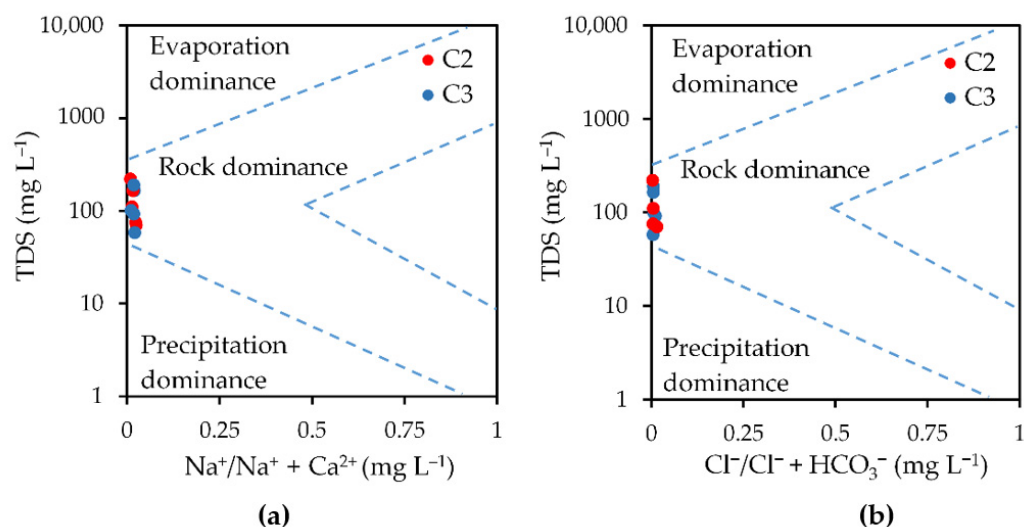 10,000
1000
100
10
1
TDS (mg L⁻¹)
Evaporation
dominance
C2
C3
Rock dominance
Precipitation
dominance
0 0.25 0.5 0.75 1
Na⁺/Na⁺ + Ca²⁺ (mg L⁻¹)
(a)
10,000
1000
100
10
1
TDS (mg L⁻¹)
Evaporation
dominance
C2
C3
Rock dominance
Precipitation
dominance
0 0.25 0.5 0.75 1
Cl⁻/Cl⁻ + HCO₃⁻ (mg L⁻¹)
(b)